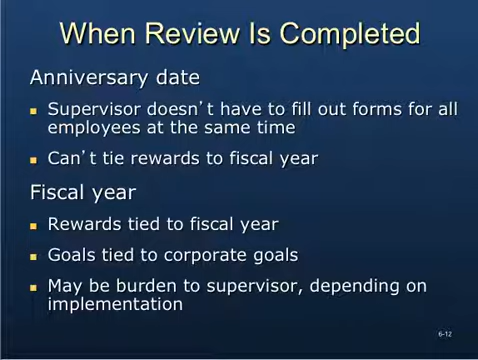 When Review Is Completed
Anniversary date
Supervisor doesn't have to fill out forms for all
employees at the same time
Can't tie rewards to fiscal year
Fiscal year
Rewards tied to fiscal year
Goals tied to corporate goals
May be burden to supervisor, depending on
implementation
6-12